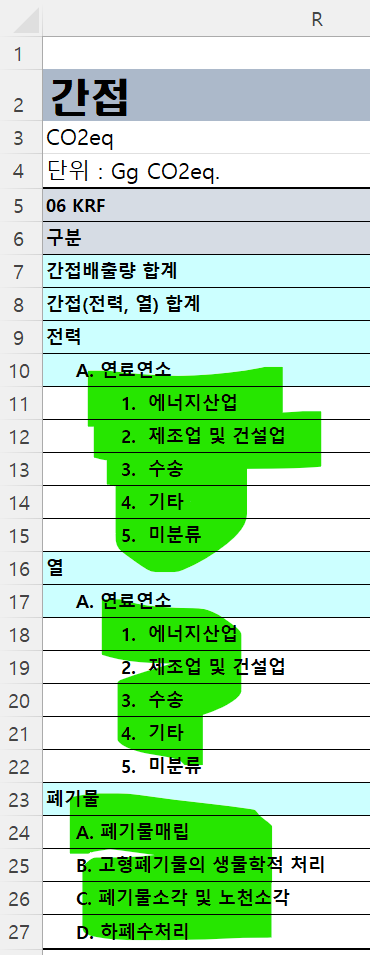 R
1
2 간접
3 CO2eq
4 단위 : Gg CO2eq.
5 06 KRF
6 구분
7 간접배출량 합계
8 간접(전력, 열) 합계
9 전력
10 A. 연료연소
11 1. 에너지산업
12 2. 제조업 및 건설업
13 3. 수송
14 4. 기타
15 5. 미분류
16 열
17 A. 연료연소
18 1. 에너지산업
19 2. 제조업 및 건설업
20 3. 수송
21 4. 기타
22 5. 미분류
23 폐기물
24 A. 폐기물매립
25 B. 고형폐기물의 생물학적 처리
26 C. 폐기물소각 및 노천소각
27 D. 하폐수처리